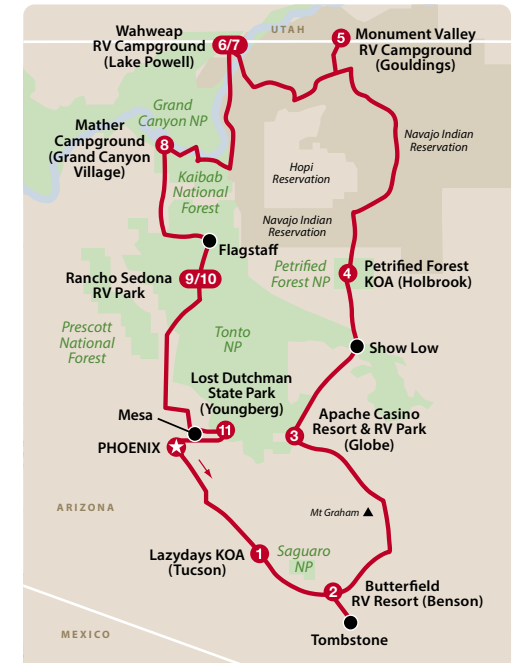 UTAH
Wahweap
RV Campground
(Lake Powell)
6/7
5
Monument Valley
RV Campground
(Gouldings)
Grand
Canyon NP
Mather
Campground
(Grand Canyon
Village)
8
Navajo Indian
Reservation
Hopi
Reservation
Kaibab
National
Forest
Navajo Indian
Reservation
Flagstaff
Rancho Sedona
RV Park
9/10
Petrified
Forest NP
4
Petrified Forest
KOA (Holbrook)
Prescott
National
Forest
Tonto
NP
Show Low
Lost Dutchman
State Park
(Youngberg)
Mesa
11
PHOENIX
3
Apache Casino
Resort & RV Park
(Globe)
ARIZONA
Mt Graham
Lazydays KOA
(Tucson)
1
Saguaro
NP
2
Butterfield
RV Resort (Benson)
MEXICO
Tombstone